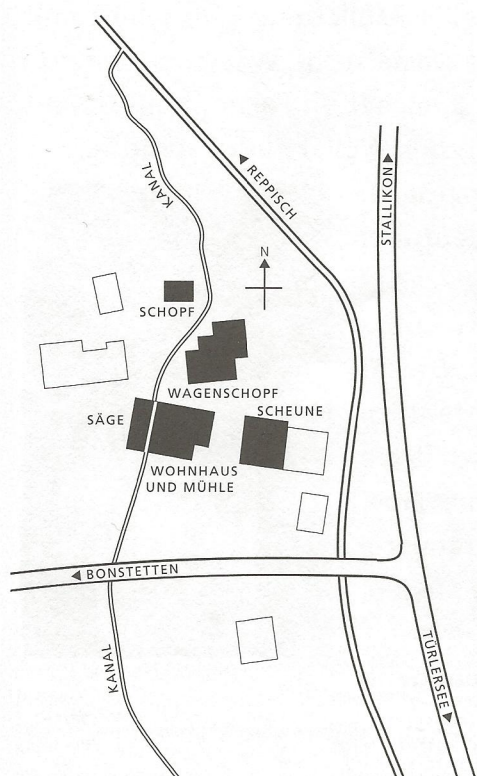 KANAL
◄ REPPISCH
STALLIKON ►
N
SCHOPF
WAGENSCHOPF
SÄGE
SCHEUNE
WOHNHAUS
UND MÜHLE
◄ BONSTETTEN
KANAL
TÜRLERSEE ►